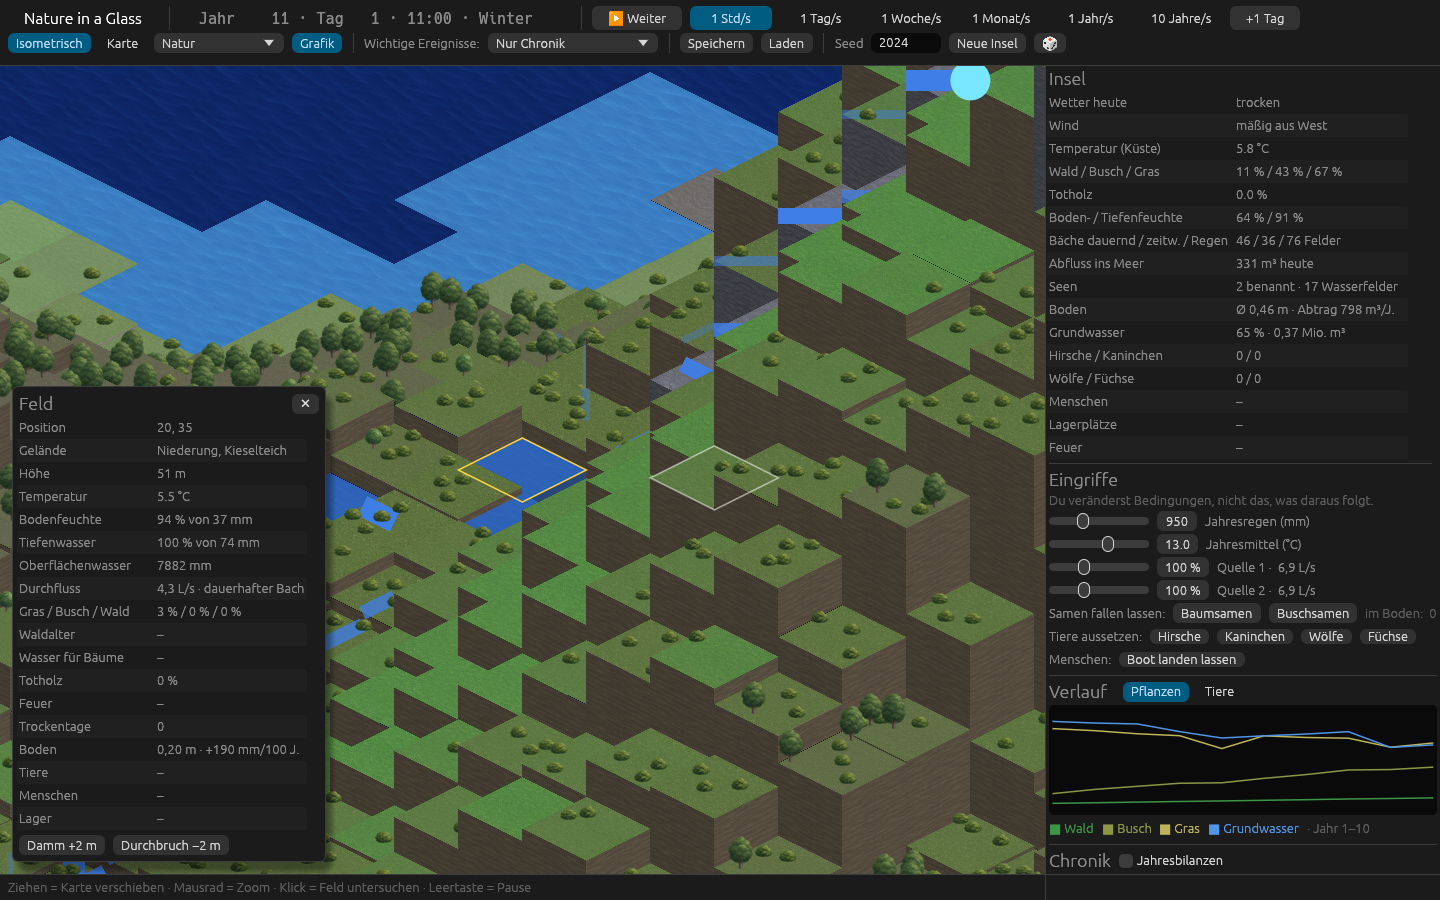 Nature in a Glass Jahr 11 · Tag 1 · 11:00 · Winter Weiter 1 Std/s 1 Tag/s 1 Woche/s 1 Monat/s 1 Jahr/s 10 Jahre/s +1 Tag
Isometrisch Karte Natur Grafik Wichtige Ereignisse: Nur Chronik Speichern Laden Seed 2024 Neue Insel
Insel
Wetter heute trocken
Wind mäßig aus West
Temperatur (Küste) 5.8 °C
Wald / Busch / Gras 11 % / 43 % / 67 %
Totholz 0.0 %
Boden- / Tiefenfeuchte 64 % / 91 %
Bäche dauernd / zeitw. / Regen 46 / 36 / 76 Felder
Abfluss ins Meer 331 m³ heute
Seen 2 benannt · 17 Wasserfelder
Boden Ø 0,46 m · Abtrag 798 m³/J.
Grundwasser 65 % · 0,37 Mio. m³
Hirsche / Kaninchen 0 / 0
Wölfe / Füchse 0 / 0
Menschen –
Lagerplätze –
Feuer –
Eingriffe
Du veränderst Bedingungen, nicht das, was daraus folgt.
950 Jahresregen (mm)
13.0 Jahresmittel (°C)
100 % Quelle 1 · 6,9 L/s
100 % Quelle 2 · 6,9 L/s
Samen fallen lassen: Baumsamen Buschsamen im Boden: 0
Tiere aussetzen: Hirsche Kaninchen Wölfe Füchse
Menschen: Boot landen lassen
Verlauf Pflanzen Tiere
Wald Busch Gras Grundwasser · Jahr 1–10
Chronik Jahresbilanzen
Feld ×
Position 20, 35
Gelände Niederung, Kieselteich
Höhe 51 m
Temperatur 5.5 °C
Bodenfeuchte 94 % von 37 mm
Tiefenwasser 100 % von 74 mm
Oberflächenwasser 7882 mm
Durchfluss 4,3 L/s · dauerhafter Bach
Gras / Busch / Wald 3 % / 0 % / 0 %
Waldalter –
Wasser für Bäume –
Totholz 0 %
Feuer –
Trockentage 0
Boden 0,20 m · +190 mm/100 J.
Tiere –
Menschen –
Lager –
Damm +2 m Durchbruch −2 m
Ziehen = Karte verschieben · Mausrad = Zoom · Klick = Feld untersuchen · Leertaste = Pause